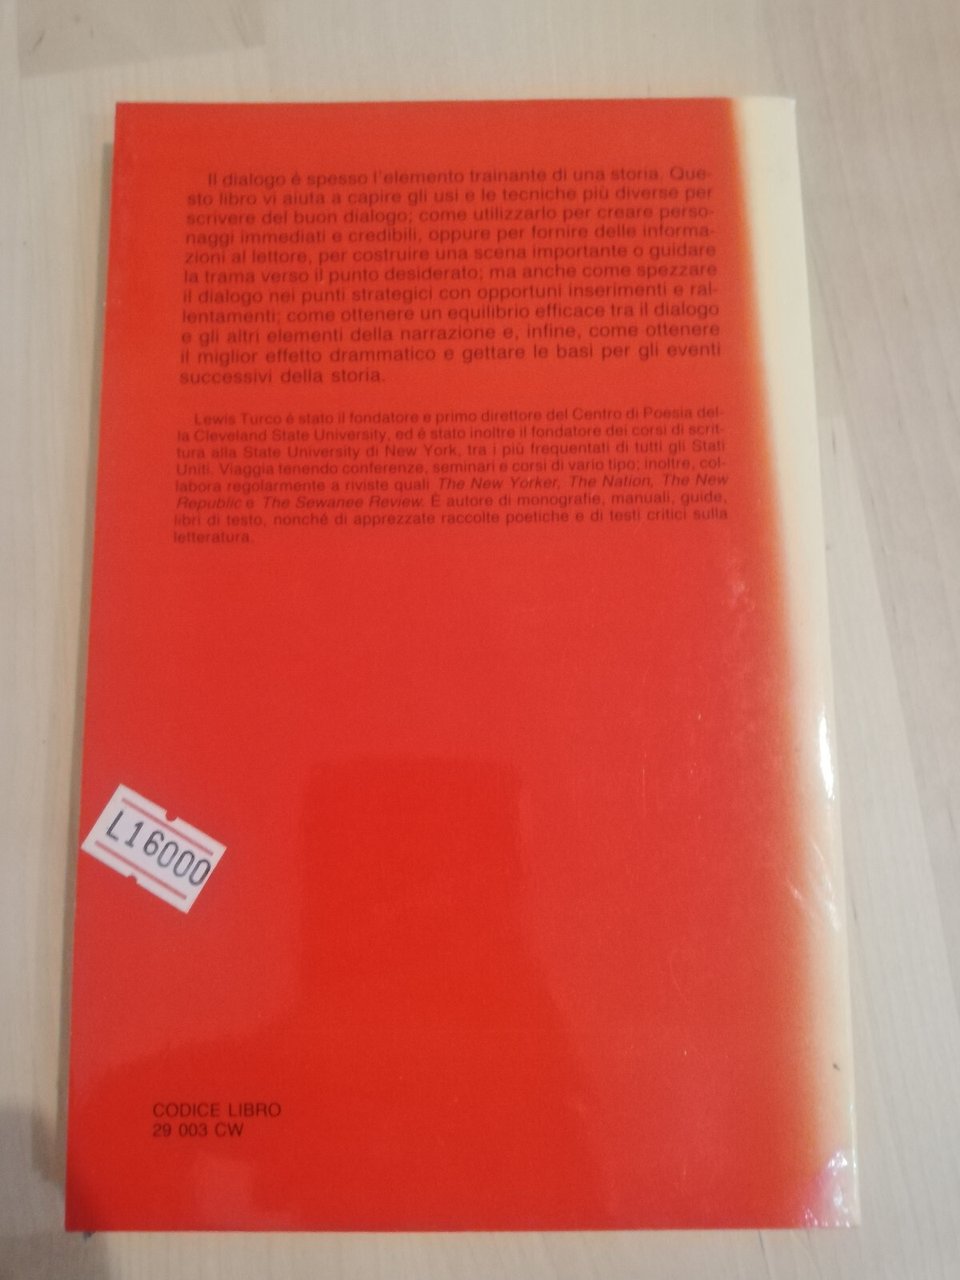 Il dialogo è spesso l'elemento trainante di una storia. Que-
sto libro vi aiuta a capire gli usi e le tecniche più diverse per
scrivere del buon dialogo; come utilizzarlo per creare perso-
naggi immediati e credibili, oppure per fornire delle informa-
zioni al lettore, per costruire una scena importante o guidare
la trama verso il punto desiderato; ma anche come spezzare
il dialogo nei punti strategici con opportuni inserimenti e ral-
lentamenti; come ottenere un equilibrio efficace tra il dialogo
e gli altri elementi della narrazione e, infine, come ottenere
il miglior effetto drammatico e gettare le basi per gli eventi
successivi della storia.
Lewis Turco è stato il fondatore e primo direttore del Centro di Poesia del-
la Cleveland State University, ed è stato inoltre il fondatore dei corsi di scrit-
tura alla State University di New York, tra i più frequentati di tutti gli Stati
Uniti. Viaggia tenendo conferenze, seminari e corsi di vario tipo; inoltre, col-
labora regolarmente a riviste quali The New Yorker, The Nation, The New
Republic e The Sewanee Review. È autore di monografie, manuali, guide,
libri di testo, nonché di apprezzate raccolte poetiche e di testi critici sulla
letteratura.
L16000
CODICE LIBRO
29 003 CW